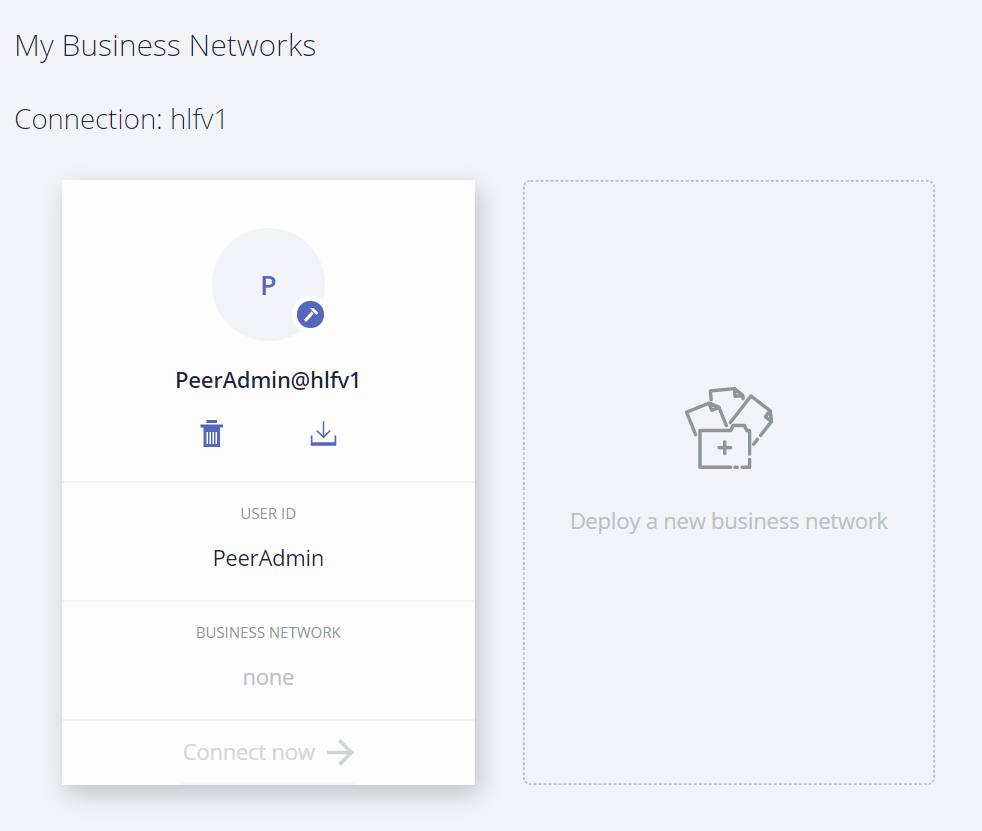 My Business Networks
Connection: hlfv1
P
PeerAdmin@hlfv1
USER ID
PeerAdmin
BUSINESS NETWORK
none
Connect now
Deploy a new business network